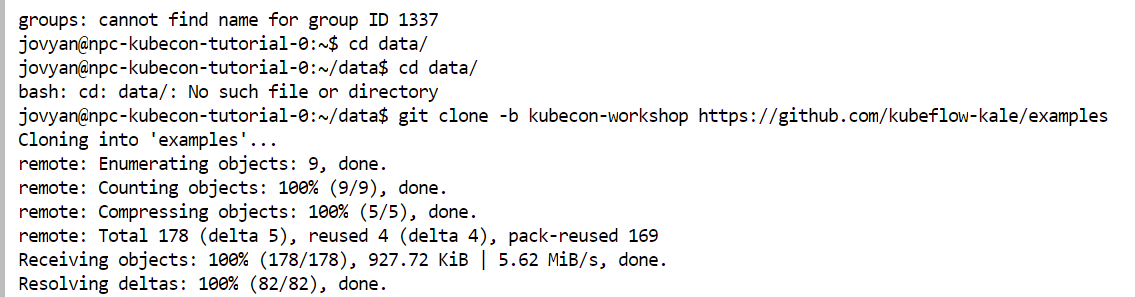 groups: cannot find name for group ID 1337
jovyan@npc-kubecon-tutorial-0:~$ cd data/
jovyan@npc-kubecon-tutorial-0:~/data$ cd data/
bash: cd: data/: No such file or directory
jovyan@npc-kubecon-tutorial-0:~/data$ git clone -b kubecon-workshop https://github.com/kubeflow-kale/examples
Cloning into 'examples'...
remote: Enumerating objects: 9, done.
remote: Counting objects: 100% (9/9), done.
remote: Compressing objects: 100% (5/5), done.
remote: Total 178 (delta 5), reused 4 (delta 4), pack-reused 169
Receiving objects: 100% (178/178), 927.72 KiB | 5.62 MiB/s, done.
Resolving deltas: 100% (82/82), done.